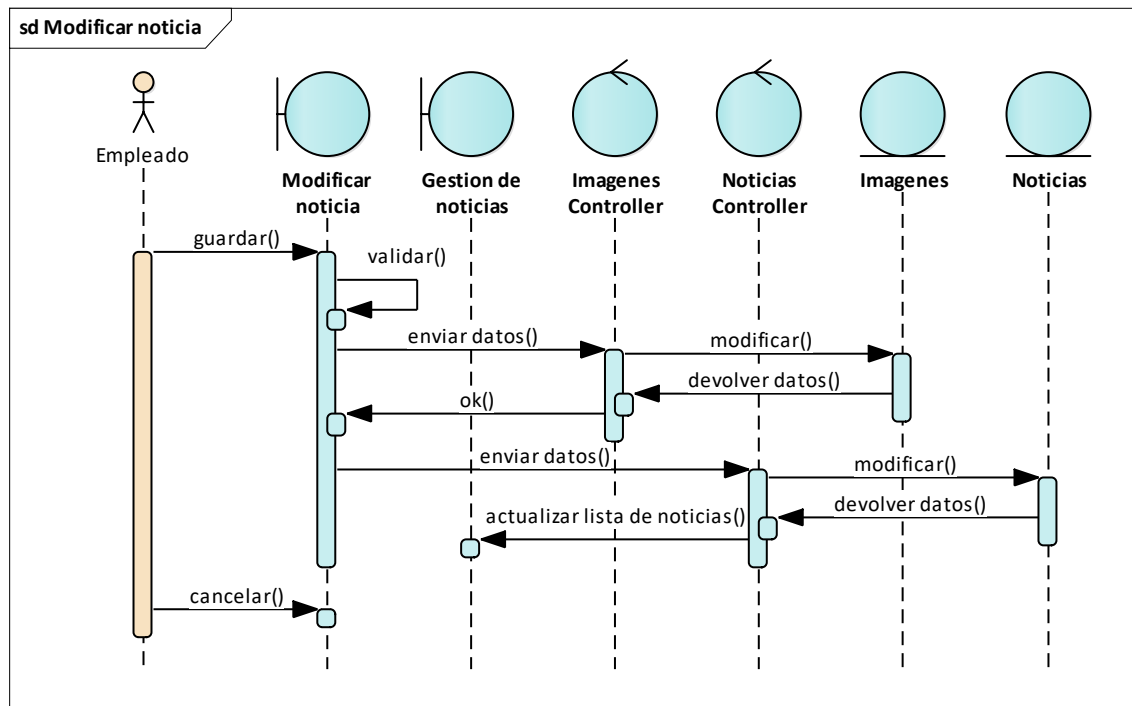 sd Modificar noticia
Empleado
Modificar
noticia
Gestion de
noticias
Imagenes
Controller
Noticias
Controller
Imagenes
Noticias
guardar()
validar()
enviar datos()
modificar()
devolver datos()
ok()
enviar datos()
modificar()
devolver datos()
actualizar lista de noticias()
cancelar()